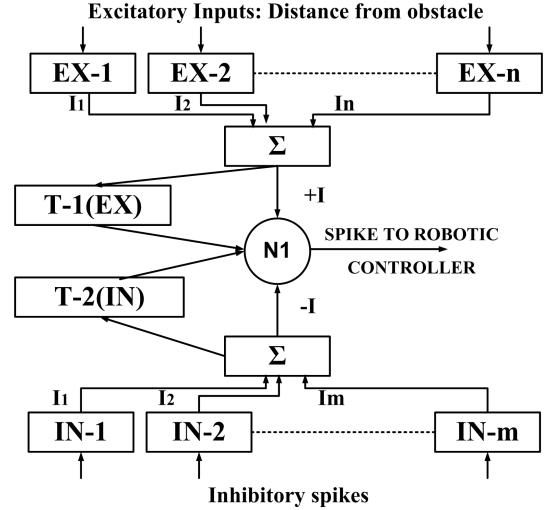 Excitatory Inputs: Distance from obstacle
EX-1 EX-2 EX-n
I1 I2 In
Σ
T-1(EX)
+I
N1
SPIKE TO ROBOTIC
CONTROLLER
T-2(IN)
-I
Σ
I1 I2 Im
IN-1 IN-2 IN-m
Inhibitory spikes